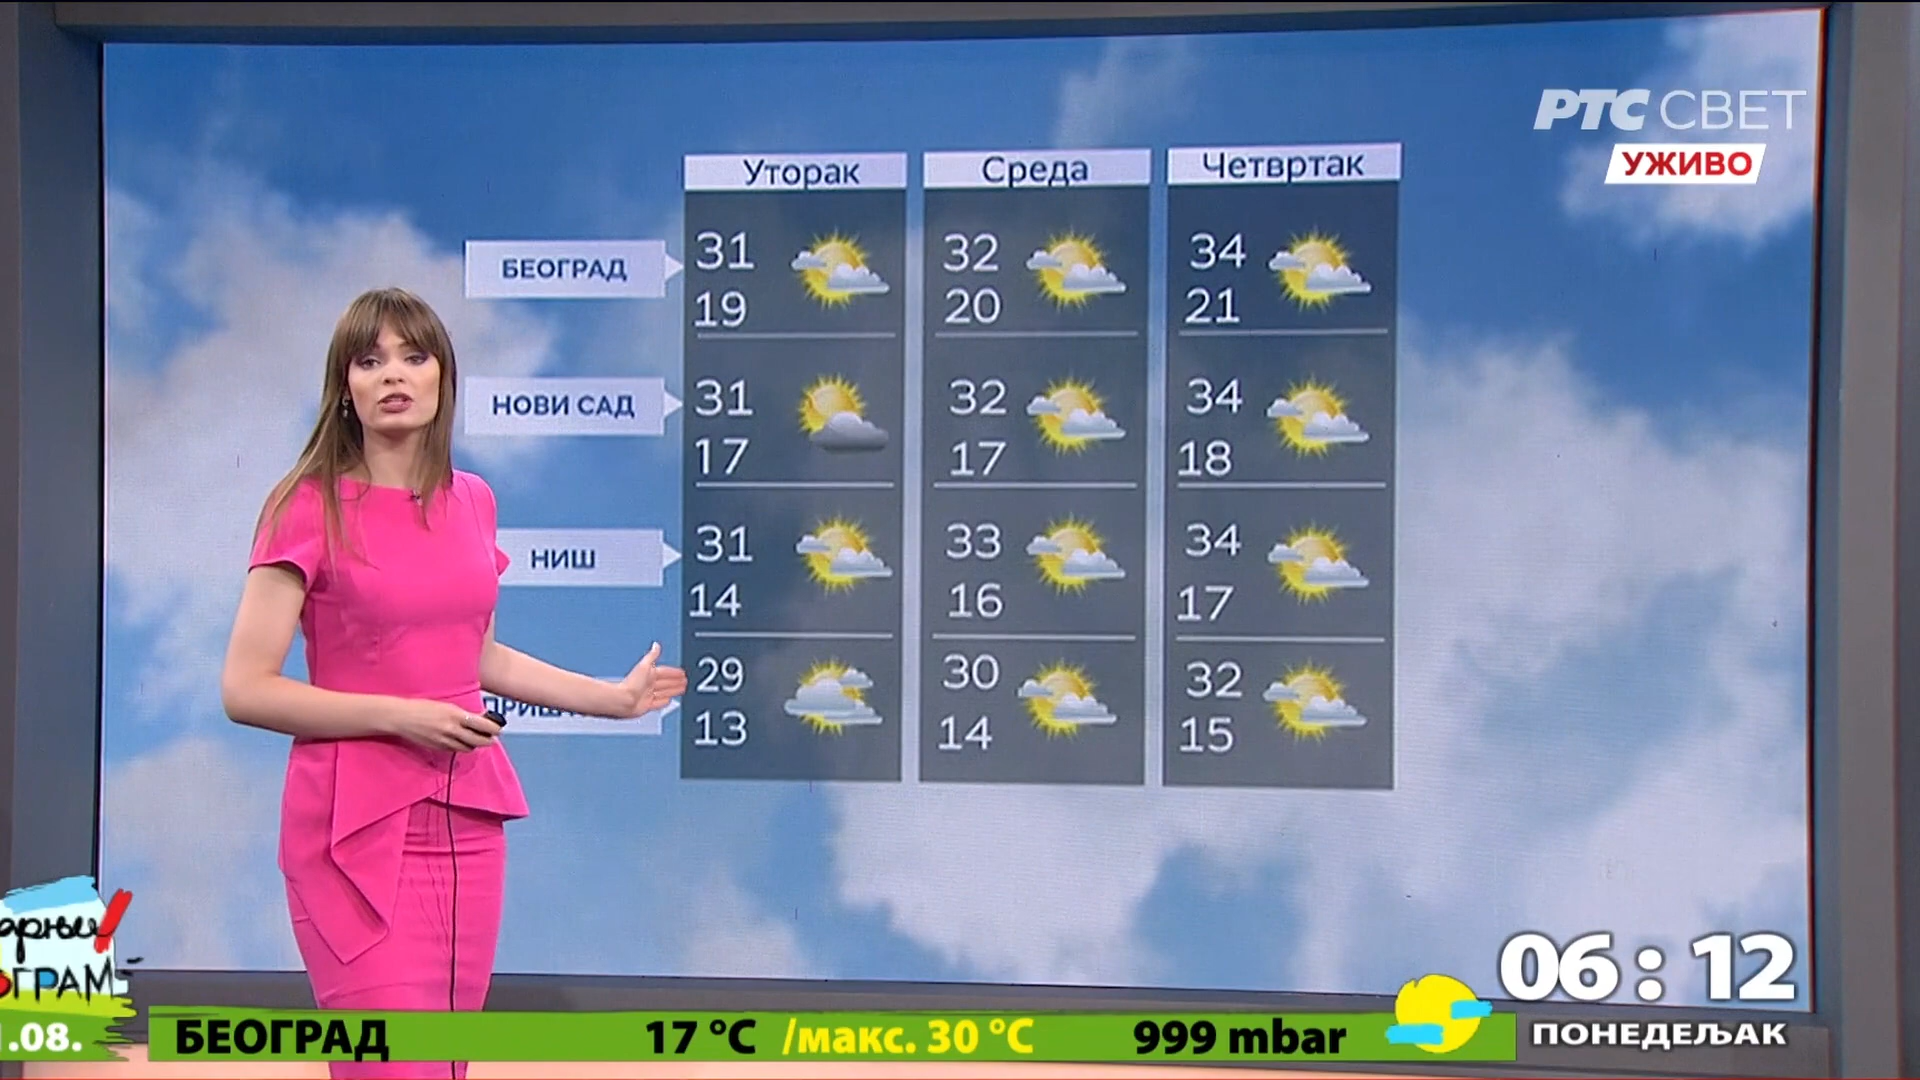 РТС СВЕТ
УЖИВО
Уторак Среда Четвртак
БЕОГРАД
31 32 34
19 20 21
НОВИ САД
31 32 34
17 17 18
НИШ
31 33 34
14 16 17
29 30 32
13 14 15
06:12
ПОНЕДЕЉАК
.08.
БЕОГРАД 17 °C /макс. 30 °C 999 mbar